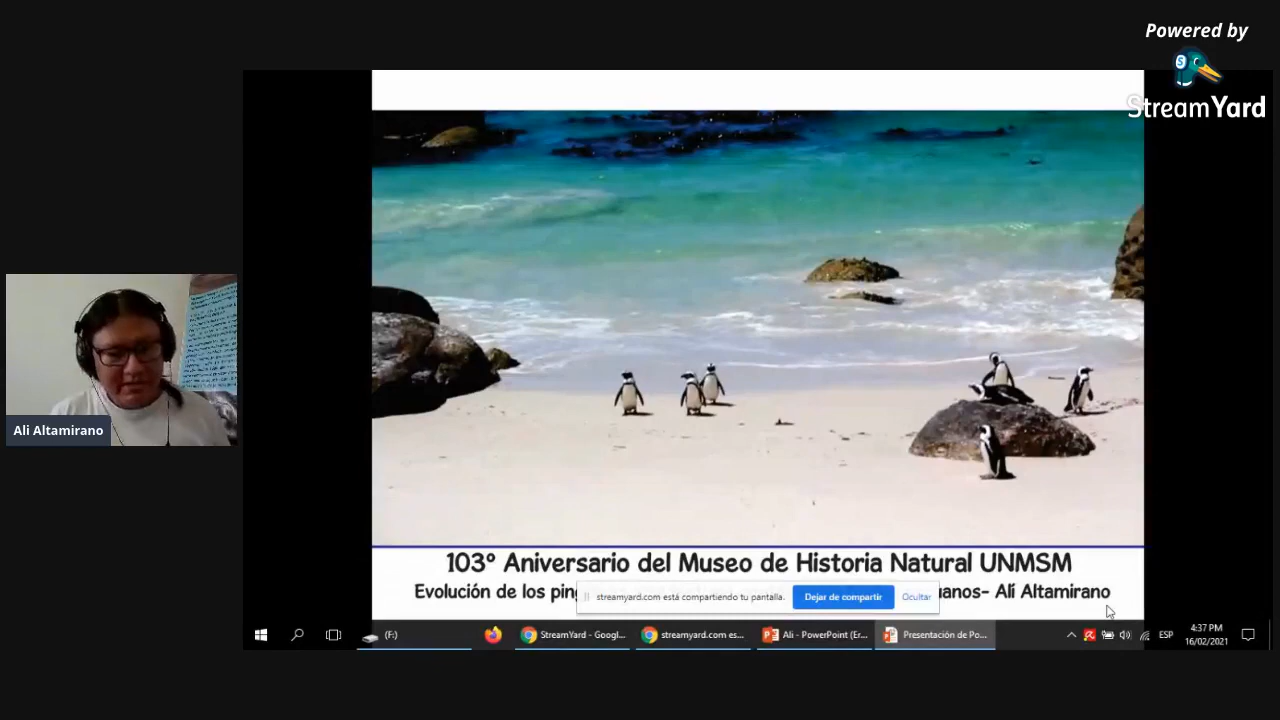 Powered by
StreamYard
Ali Altamirano
103° Aniversario del Museo de Historia Natural UNMSM
Evolución de los pin uanos- Alí Altamirano
streamyard.com está compartiendo tu pantalla.
Dejar de compartir
Ocultar
(F:)
StreamYard - Googl...
streamyard.com es...
Ali - PowerPoint (Er...
Presentación de Po...
ESP
4:37 PM
16/02/2021